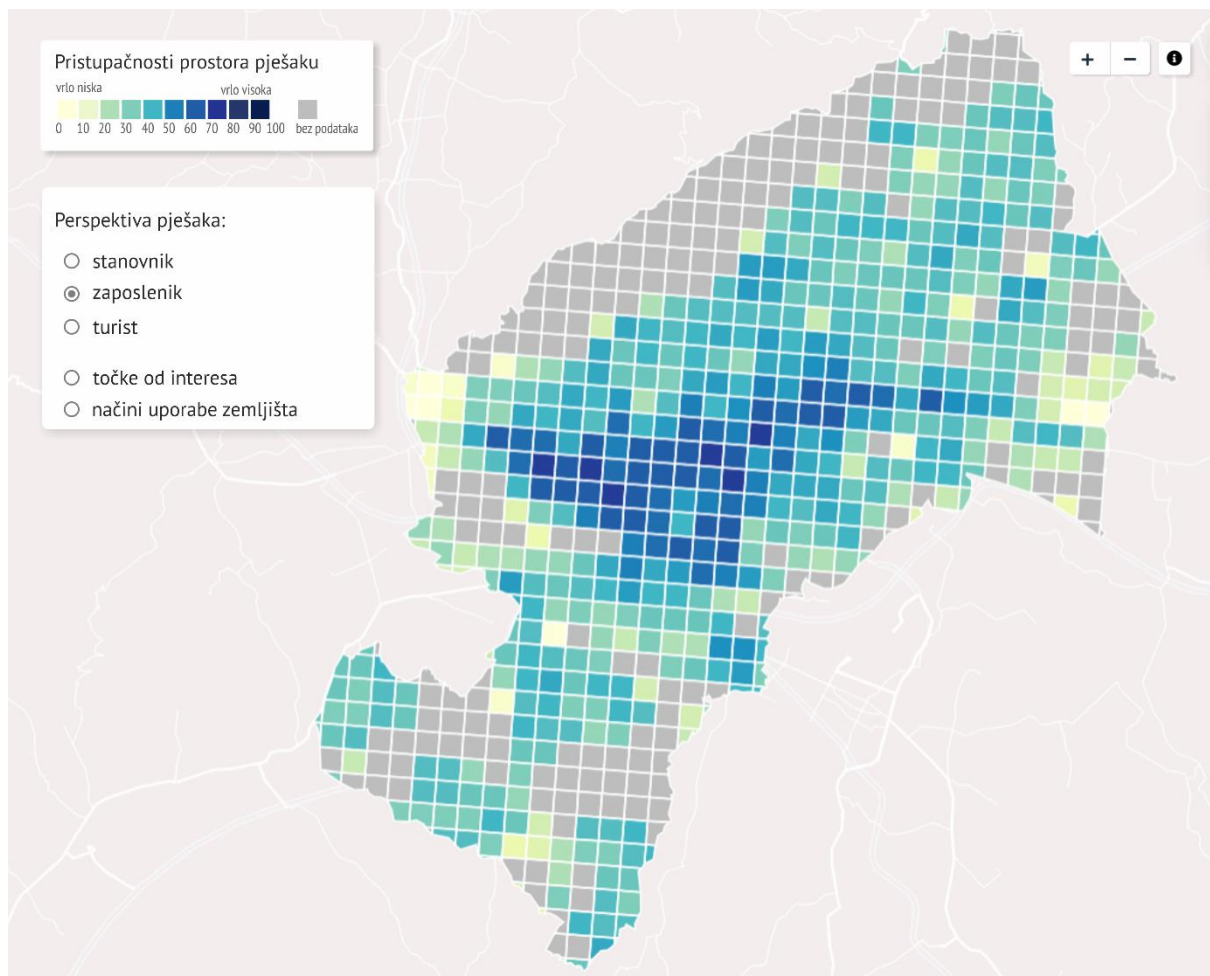 Pristupačnosti prostora pješaku
vrlo niska vrlo visoka
0 10 20 30 40 50 60 70 80 90 100 bez podataka
Perspektiva pješaka:
stanovnik
zaposlenik
turist
točke od interesa
načini uporabe zemljišta
+ − i